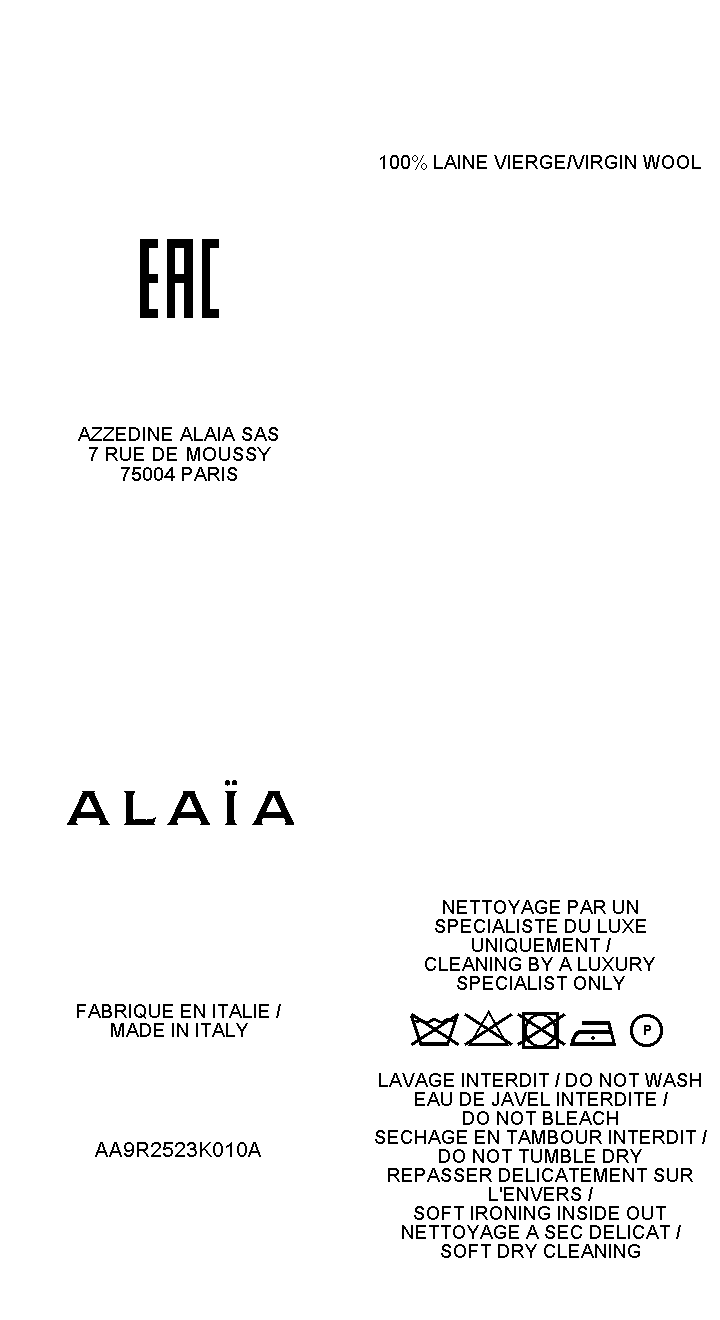 EAC
AZZEDINE ALAIA SAS
7 RUE DE MOUSSY
75004 PARIS
ALAÏA
FABRIQUE EN ITALIE /
MADE IN ITALY
AA9R2523K010A
100% LAINE VIERGE/VIRGIN WOOL
NETTOYAGE PAR UN
SPECIALISTE DU LUXE
UNIQUEMENT /
CLEANING BY A LUXURY
SPECIALIST ONLY
P
LAVAGE INTERDIT / DO NOT WASH
EAU DE JAVEL INTERDITE /
DO NOT BLEACH
SECHAGE EN TAMBOUR INTERDIT /
DO NOT TUMBLE DRY
REPASSER DELICATEMENT SUR
L'ENVERS /
SOFT IRONING INSIDE OUT
NETTOYAGE A SEC DELICAT /
SOFT DRY CLEANING